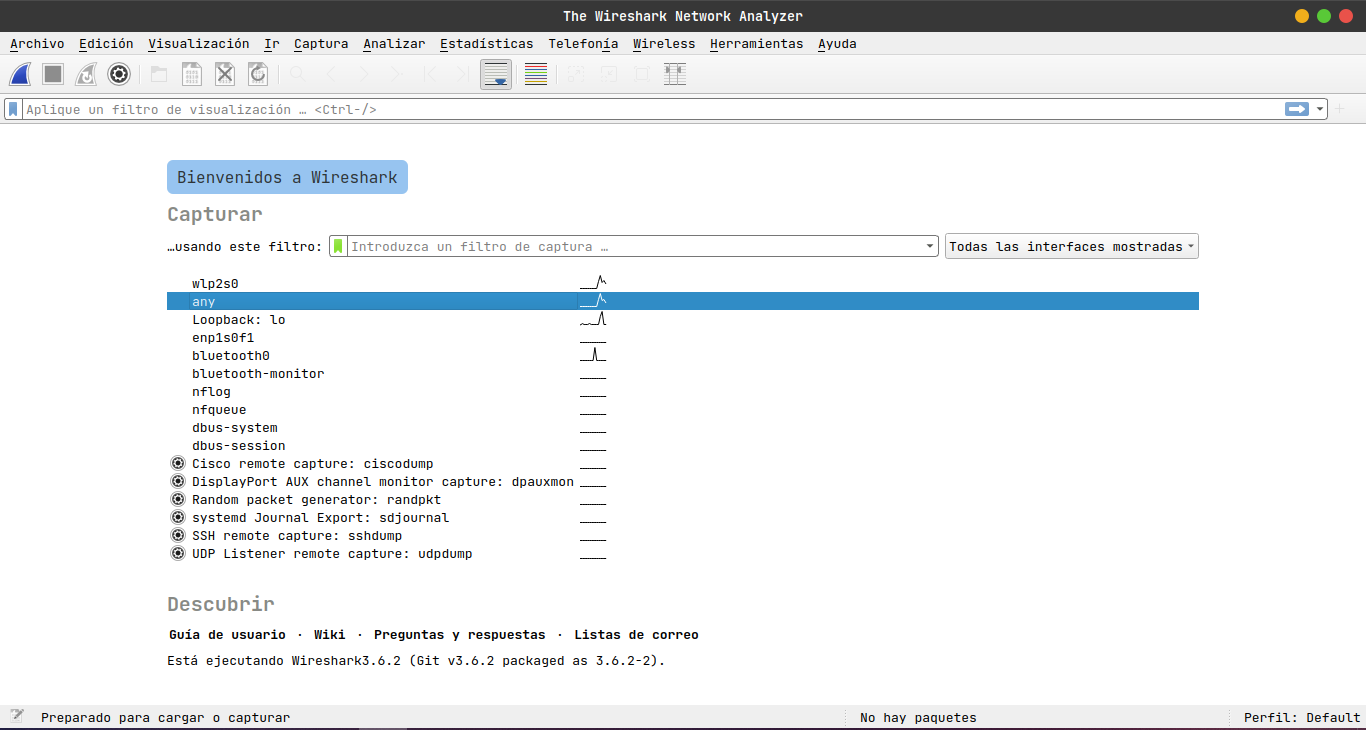 The Wireshark Network Analyzer
Archivo Edición Visualización Ir Captura Analizar Estadísticas Telefonía Wireless Herramientas Ayuda
Aplique un filtro de visualización … <Ctrl-/>
Bienvenidos a Wireshark
Capturar
…usando este filtro: Introduzca un filtro de captura … Todas las interfaces mostradas
wlp2s0
any
Loopback: lo
enp1s0f1
bluetooth0
bluetooth-monitor
nflog
nfqueue
dbus-system
dbus-session
Cisco remote capture: ciscodump
DisplayPort AUX channel monitor capture: dpauxmon
Random packet generator: randpkt
systemd Journal Export: sdjournal
SSH remote capture: sshdump
UDP Listener remote capture: udpdump
Descubrir
Guía de usuario · Wiki · Preguntas y respuestas · Listas de correo
Está ejecutando Wireshark3.6.2 (Git v3.6.2 packaged as 3.6.2-2).
Preparado para cargar o capturar No hay paquetes Perfil: Default